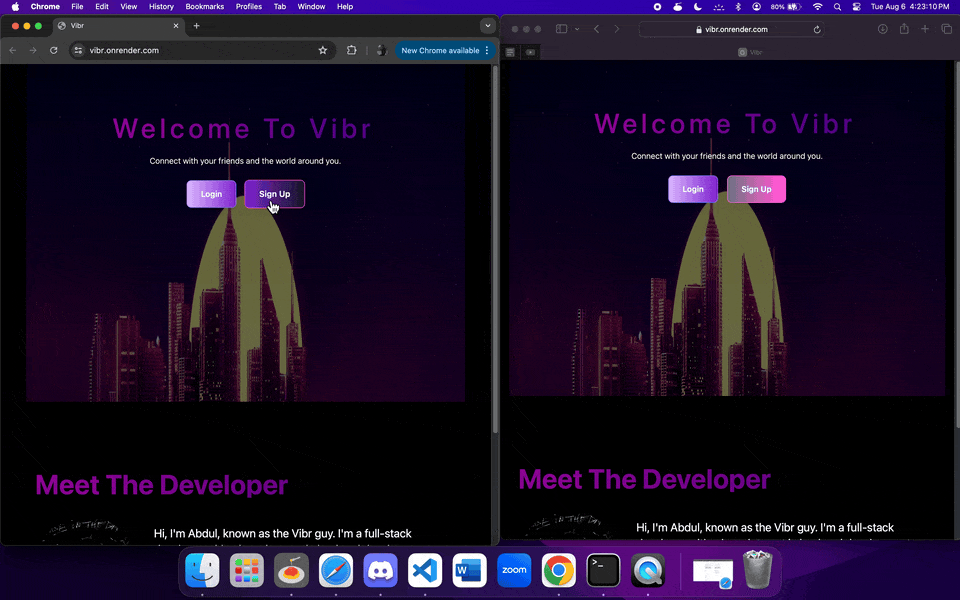 Chrome File Edit View History Bookmarks Profiles Tab Window Help 80% Tue Aug 6 4:23:10 PM
Vibr
vibr.onrender.com
New Chrome available
Welcome To Vibr
Connect with your friends and the world around you.
Login Sign Up
Meet The Developer
Hi, I'm Abdul, known as the Vibr guy. I'm a full-stack
vibr.onrender.com
Vibr
Welcome To Vibr
Connect with your friends and the world around you.
Login Sign Up
Meet The Developer
Hi, I'm Abdul, known as the Vibr guy. I'm a full-stack
W zoom >_